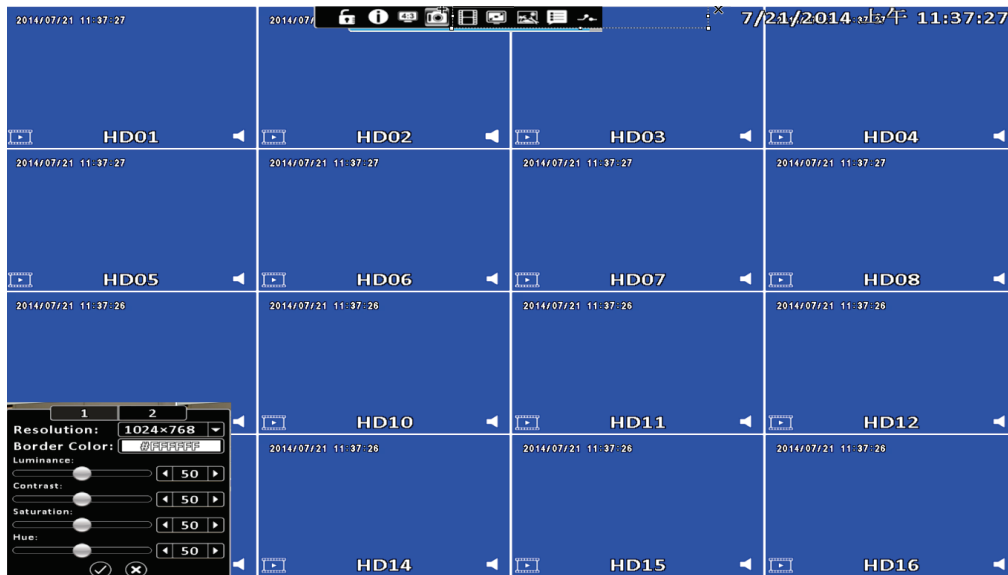 4:3
7/21/2014 上午 11:37:27
2014/07/21 11:37:27
2014/07/
HD01
HD02
HD03
HD04
2014/07/21 11:37:27
2014/07/21 11:37:27
2014/07/21 11:37:27
2014/07/21 11:37:27
HD05
HD06
HD07
HD08
2014/07/21 11:37:26
2014/07/21 11:37:26
2014/07/21 11:37:26
2014/07/21 11:37:26
HD10
HD11
HD12
2014/07/21 11:37:26
2014/07/21 11:37:26
2014/07/21 11:37:26
HD14
HD15
HD16
1
2
Resolution: 1024×768
Border Color: #FFFFFF
Luminance:
50
Contrast:
50
Saturation:
50
Hue:
50